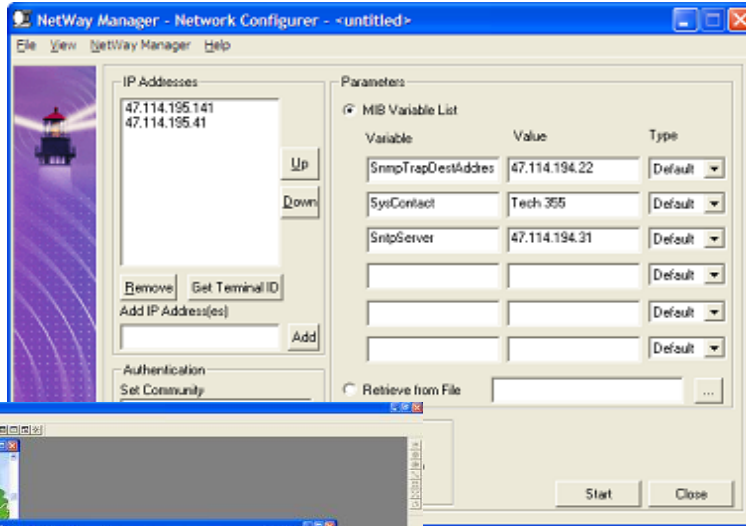 NetWay Manager - Network Configurer - <untitled>
File View NetWay Manager Help
IP Addresses
47.114.195.141
47.114.195.41
Up
Down
Remove Get Terminal ID
Add IP Address(es)
Add
Authentication
Set Community
Parameters
MIB Variable List
Variable Value Type
SnmpTrapDestAddres 47.114.194.22 Default
SysContact Tech 355 Default
SntpServer 47.114.194.31 Default
Default
Default
Default
Retrieve from File ...
Start Close